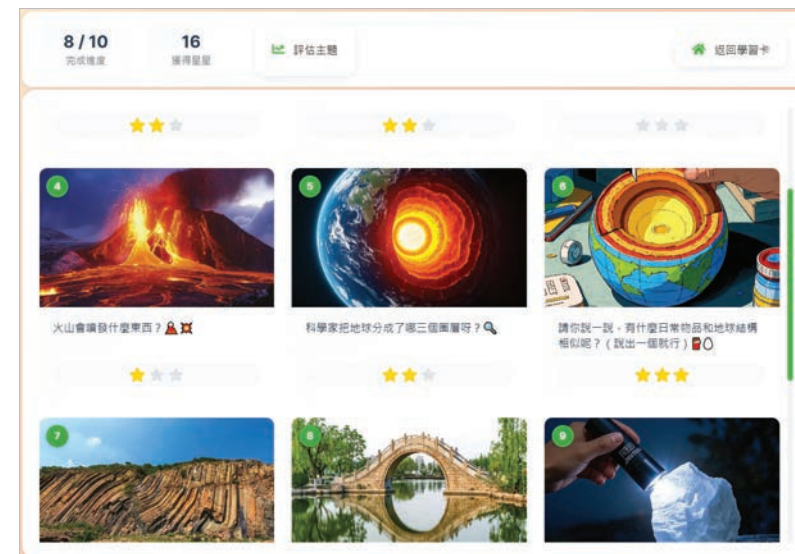 8 / 10
完成進度
16
獲得星星
評估主題
返回學習卡
4
5
6
火山會噴發什麼東西？🌋💥
科學家把地球分成了哪三個圈層呀？🔍
請你說一說，有什麼日常物品和地球結構
相似呢？（說出一個就行）🥫🥚
7
8
9